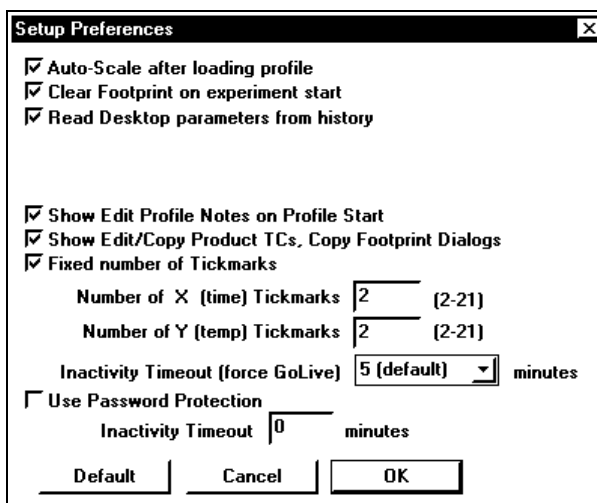 Setup Preferences
Auto-Scale after loading profile
Clear Footprint on experiment start
Read Desktop parameters from history
Show Edit Profile Notes on Profile Start
Show Edit/Copy Product TCs, Copy Footprint Dialogs
Fixed number of Tickmarks
Number of X (time) Tickmarks 2 (2-21)
Number of Y (temp) Tickmarks 2 (2-21)
Inactivity Timeout (force GoLive) 5 (default) minutes
Use Password Protection
Inactivity Timeout 0 minutes
Default Cancel OK